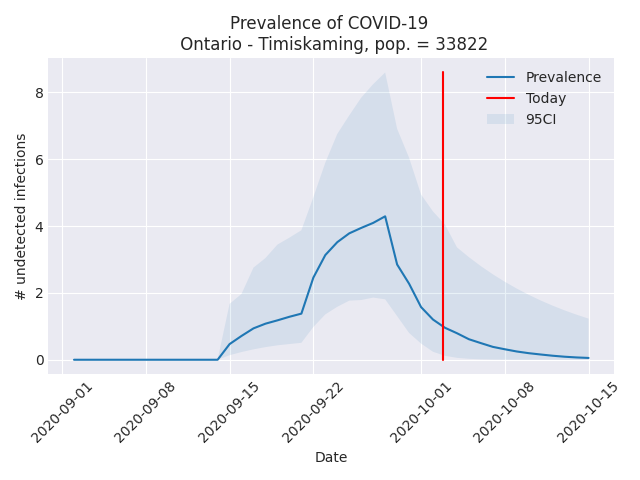 Prevalence of COVID-19
Ontario - Timiskaming, pop. = 33822
Prevalence
Today
95CI
# undetected infections
8
6
4
2
0
2020-09-01
2020-09-08
2020-09-15
2020-09-22
2020-10-01
2020-10-08
2020-10-15
Date